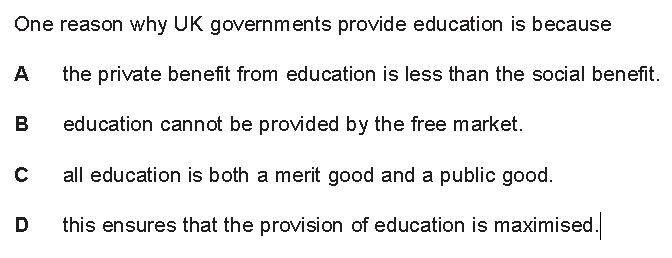 One reason why UK governments provide education is because
A the private benefit from education is less than the social benefit.
B education cannot be provided by the free market.
C all education is both a merit good and a public good.
D this ensures that the provision of education is maximised.